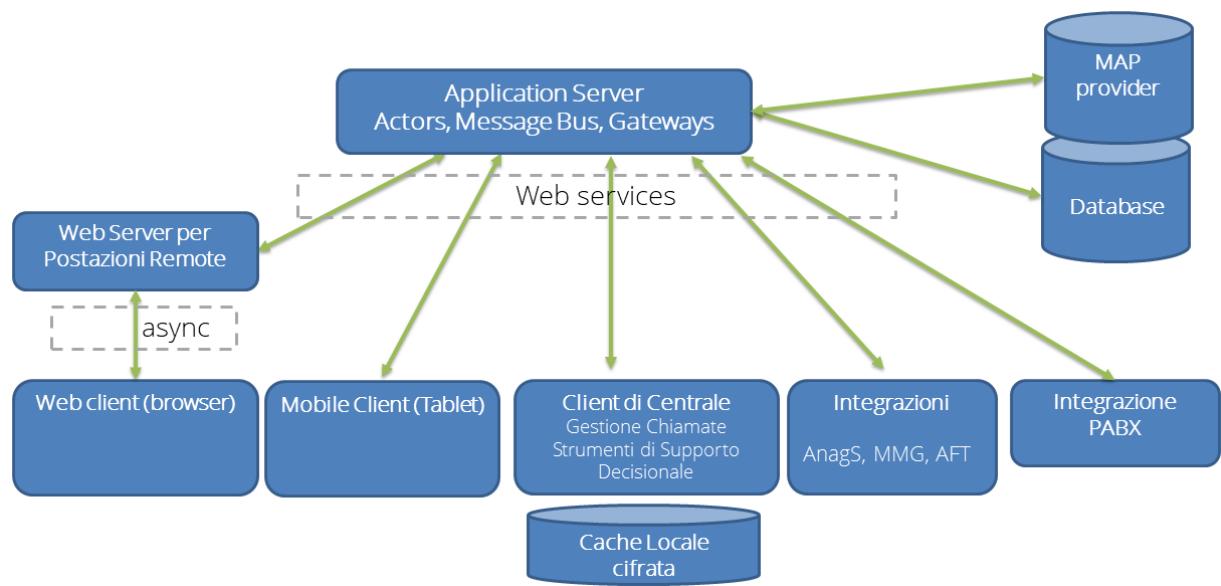 Application Server
Actors, Message Bus, Gateways
MAP
provider
Database
Web services
Web Server per
Postazioni Remote
async
Web client (browser)
Mobile Client (Tablet)
Client di Centrale
Gestione Chiamate
Strumenti di Supporto
Decisionale
Integrazioni
AnagS, MMG, AFT
Integrazione
PABX
Cache Locale
cifrata